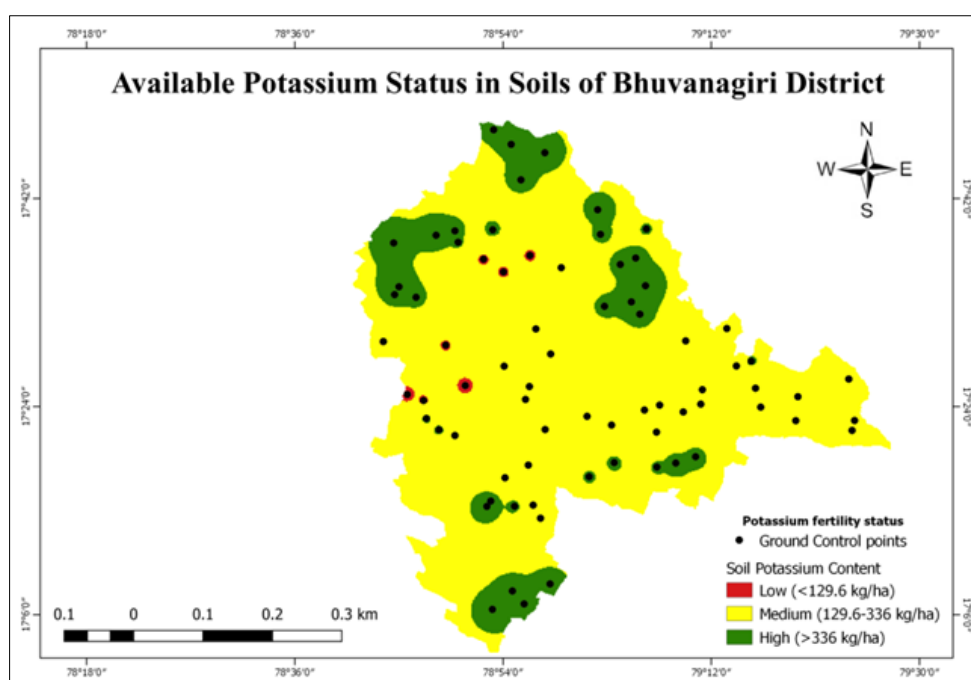 78°18'0" 78°36'0" 78°54'0" 79°12'0" 79°30'0"
Available Potassium Status in Soils of Bhuvanagiri District
N
W E
S
17°42'0" 17°42'0"
17°24'0" 17°24'0"
Potassium fertility status
Ground Control points
Soil Potassium Content
Low (<129.6 kg/ha)
Medium (129.6-336 kg/ha)
High (>336 kg/ha)
0.1 0 0.1 0.2 0.3 km
17°6'0" 17°6'0"
78°18'0" 78°36'0" 78°54'0" 79°12'0" 79°30'0"